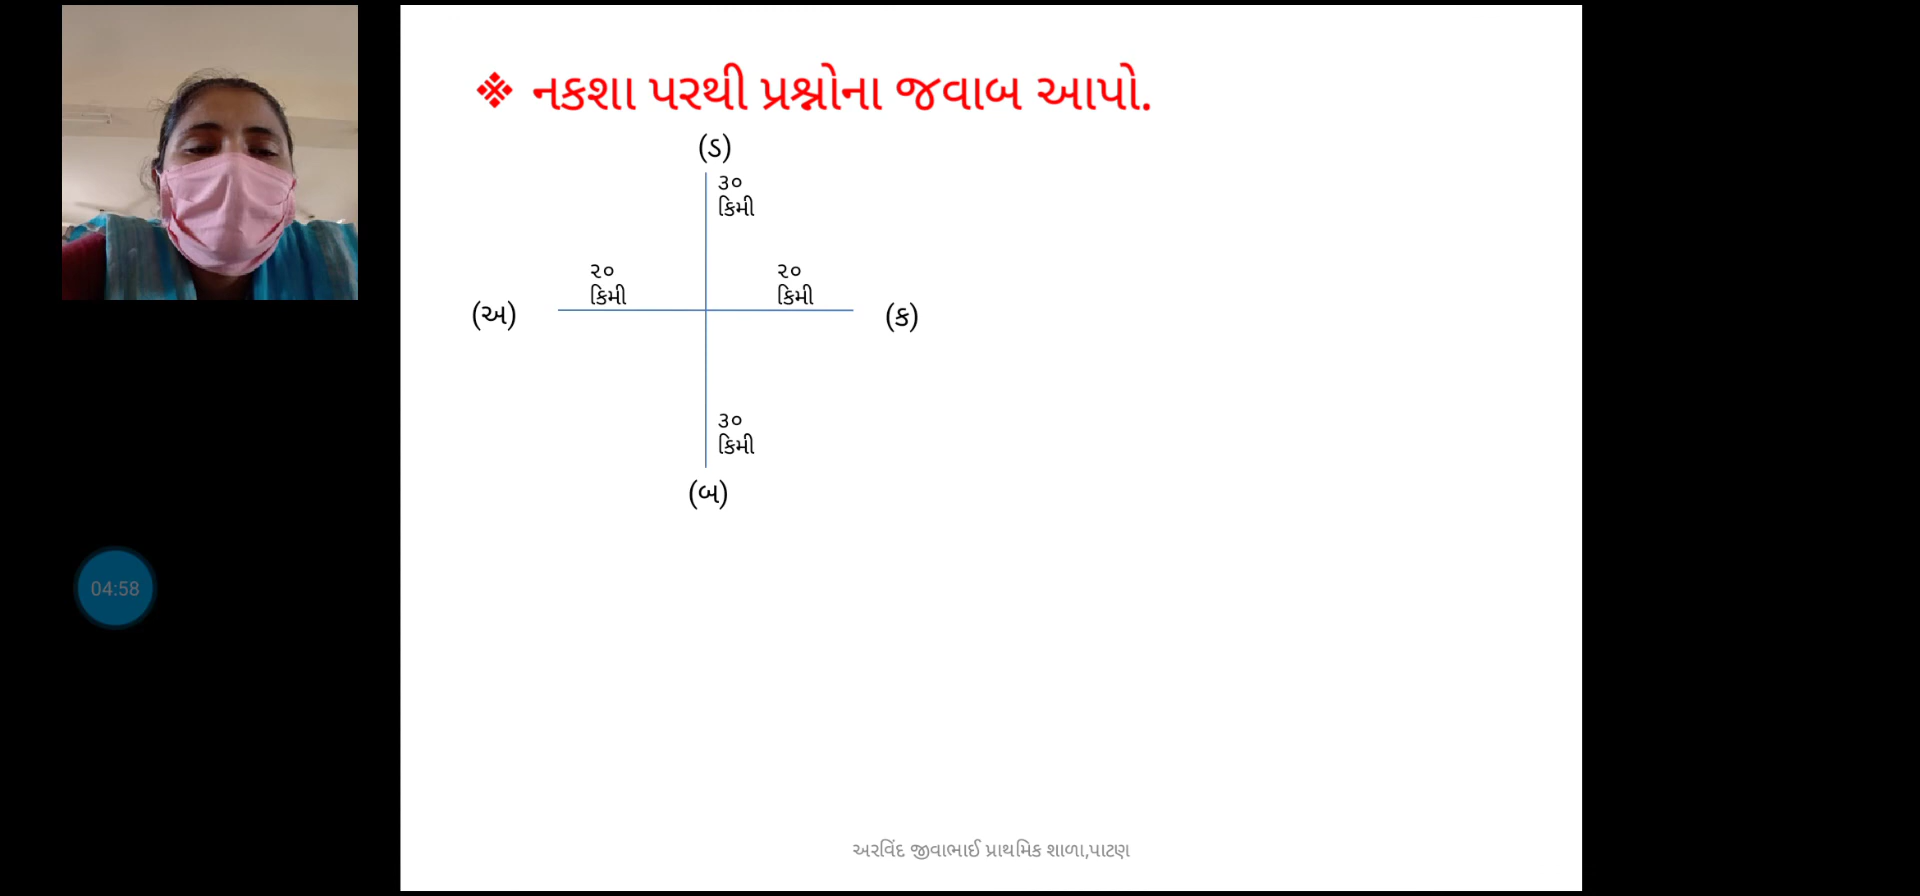 ❖ નકશા પરથી પ્રશ્નોના જવાબ આપો.
(ડ)
૩૦
કિમી
૨૦
કિમી
૨૦
કિમી
(અ)
(ક)
૩૦
કિમી
(બ)
04:58
અરવિંદ જીવાભાઈ પ્રાથમિક શાળા,પાટણ